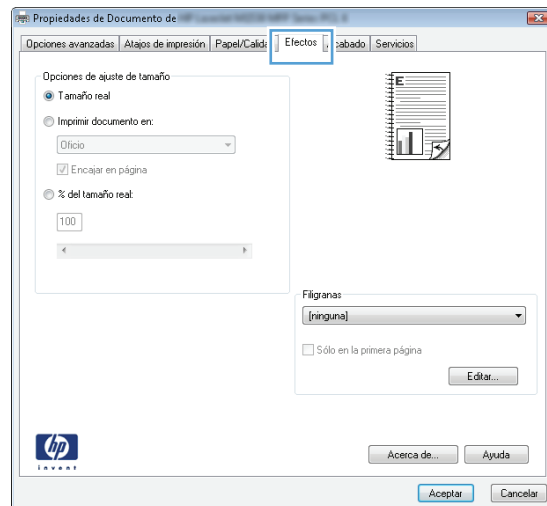 Propiedades de Documento de
Opciones avanzadas Atajos de impresión Papel/Calida Efectos cabado Servicios
Opciones de ajuste de tamaño
Tamaño real
Imprimir documento en:
Oficio
Encajar en página
% del tamaño real:
100
E
Filigranas
[ninguna]
Sólo en la primera página
Editar...
hp
invent
Acerca de... Ayuda
Aceptar Cancelar